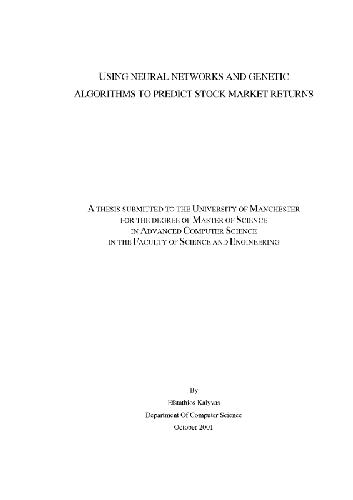 USING NEURAL NETWORKS AND GENETIC
ALGORITHMS TO PREDICT STOCK MARKET RETURNS
A THESIS SUBMITTED TO THE UNIVERSITY OF MANCHESTER
FOR THE DEGREE OF MASTER OF SCIENCE
IN ADVANCED COMPUTER SCIENCE
IN THE FACULTY OF SCIENCE AND ENGINEERING
By
Efstathios Kalyvas
Department Of Computer Science
October 2001